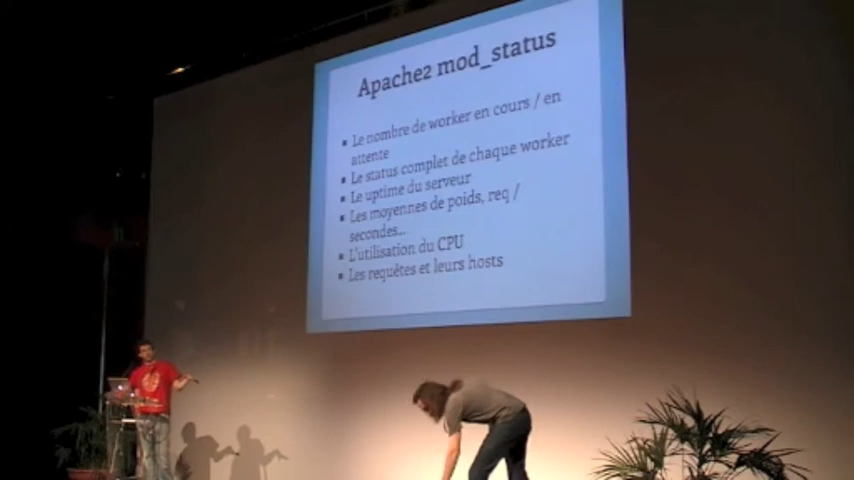 Apache2 mod_status
▪ Le nombre de worker en cours / en
attente
▪ Le status complet de chaque worker
▪ Le uptime du serveur
▪ Les moyennes de poids, req /
secondes...
▪ L'utilisation du CPU
▪ Les requêtes et leurs hosts